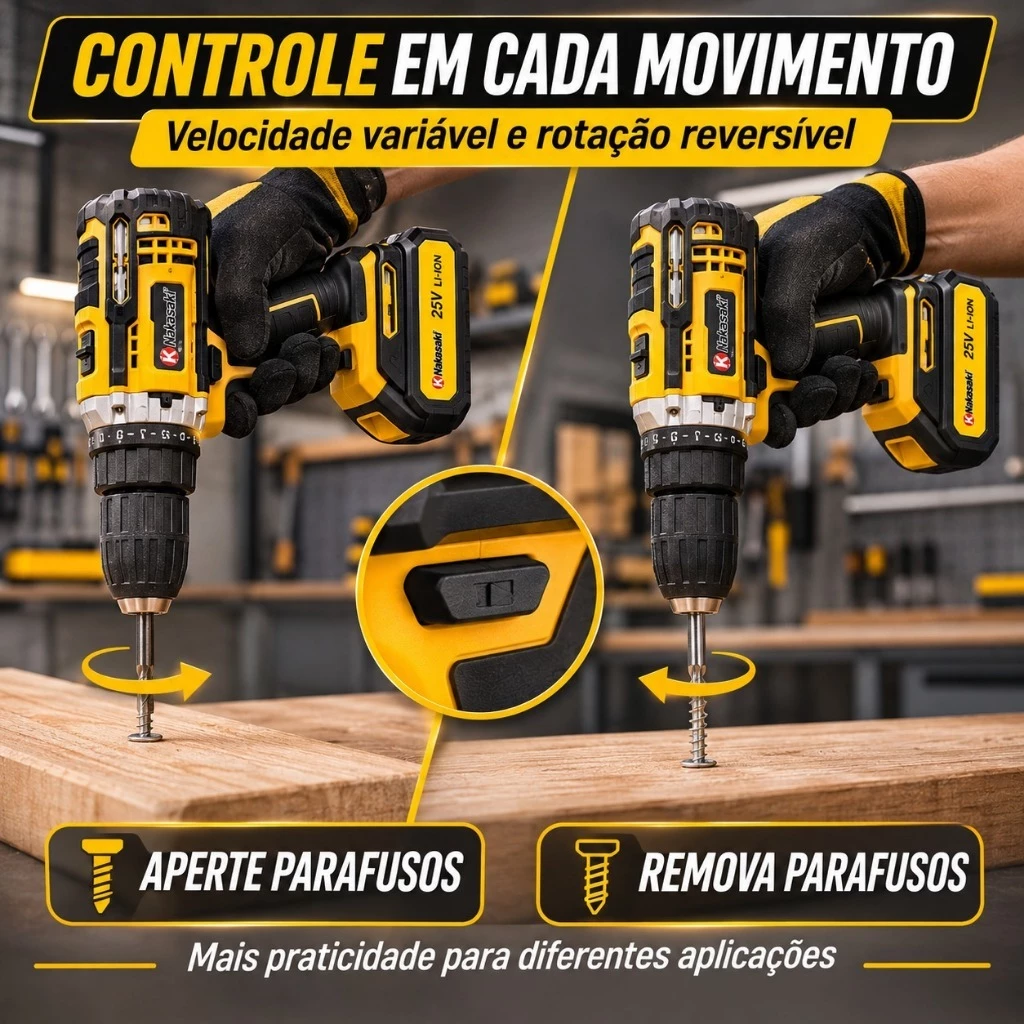 CONTROLE EM CADA MOVIMENTO
Velocidade variável e rotação reversível
K Nakasaki
K Nakasaki 25V LI-ION
K Nakasaki
K Nakasaki 25V LI-ION
APERTE PARAFUSOS
REMOVA PARAFUSOS
Mais praticidade para diferentes aplicações